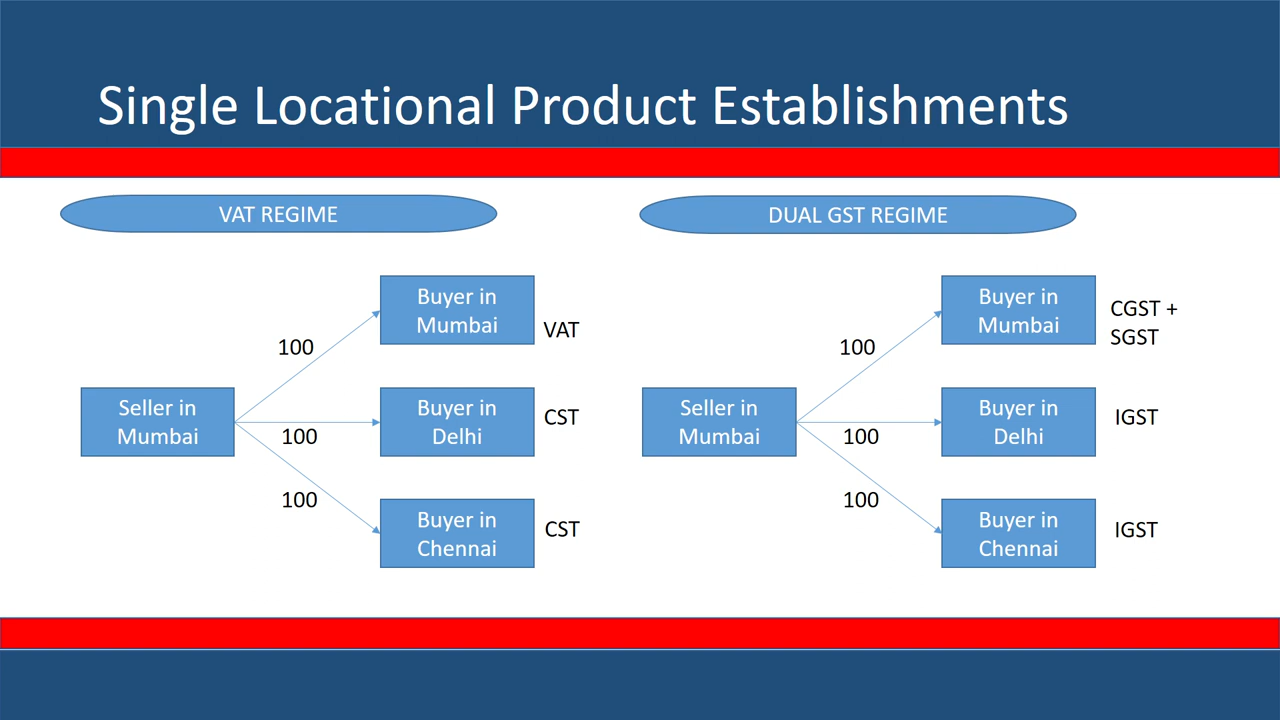 Single Locational Product Establishments
VAT REGIME
Buyer in
Mumbai
VAT
100
Seller in
Mumbai
100
Buyer in
Delhi
CST
100
Buyer in
Chennai
CST
DUAL GST REGIME
Buyer in
Mumbai
CGST +
SGST
100
Seller in
Mumbai
100
Buyer in
Delhi
IGST
100
Buyer in
Chennai
IGST